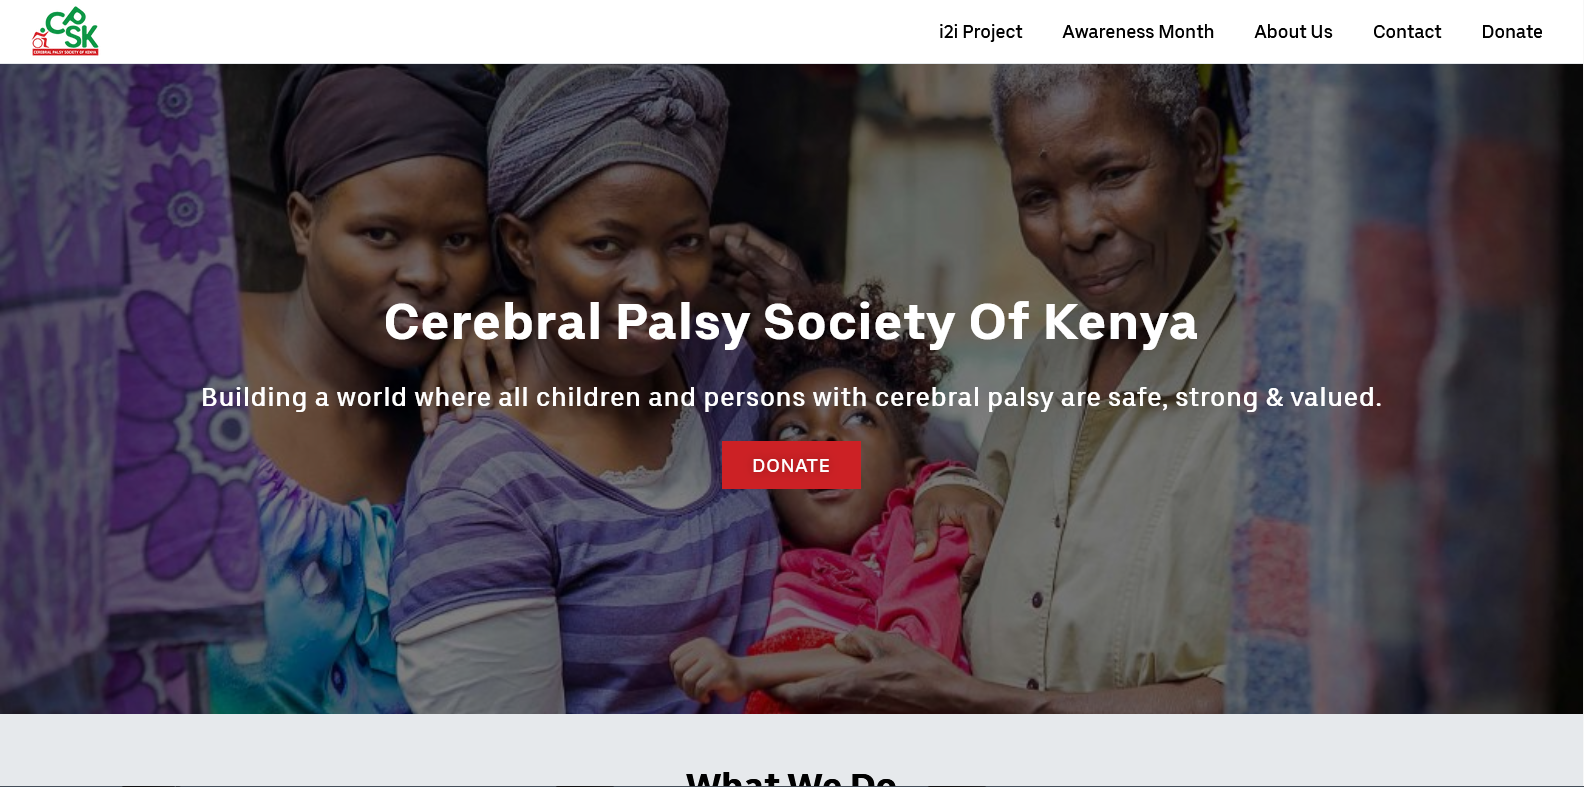 CPSK
CEREBRAL PALSY SOCIETY OF KENYA
i2i Project
Awareness Month
About Us
Contact
Donate
Cerebral Palsy Society Of Kenya
Building a world where all children and persons with cerebral palsy are safe, strong & valued.
DONATE
What We Do